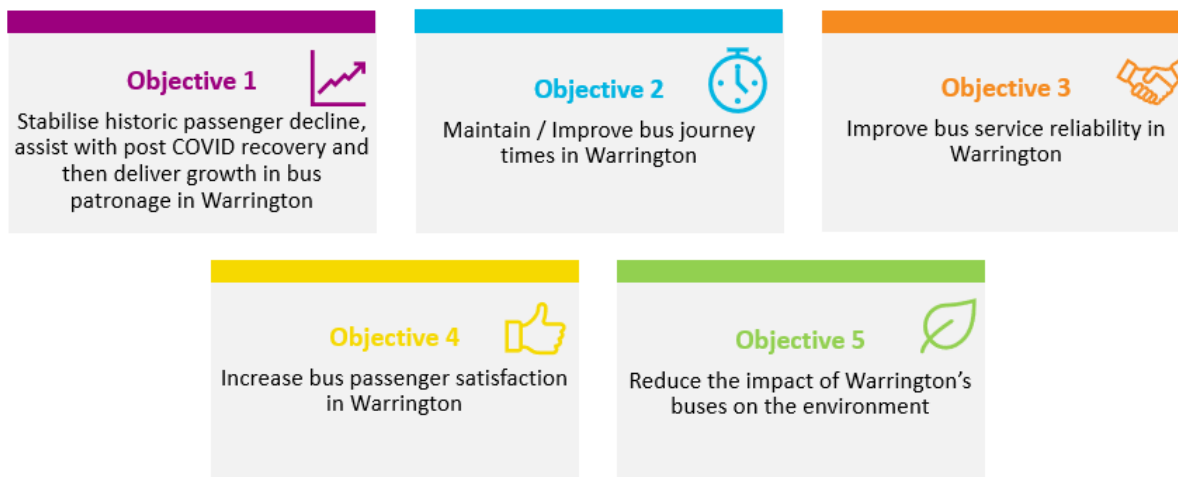 Objective 1
Stabilise historic passenger decline,
assist with post COVID recovery and
then deliver growth in bus
patronage in Warrington
Objective 2
Maintain / Improve bus journey
times in Warrington
Objective 3
Improve bus service reliability in
Warrington
Objective 4
Increase bus passenger satisfaction
in Warrington
Objective 5
Reduce the impact of Warrington's
buses on the environment